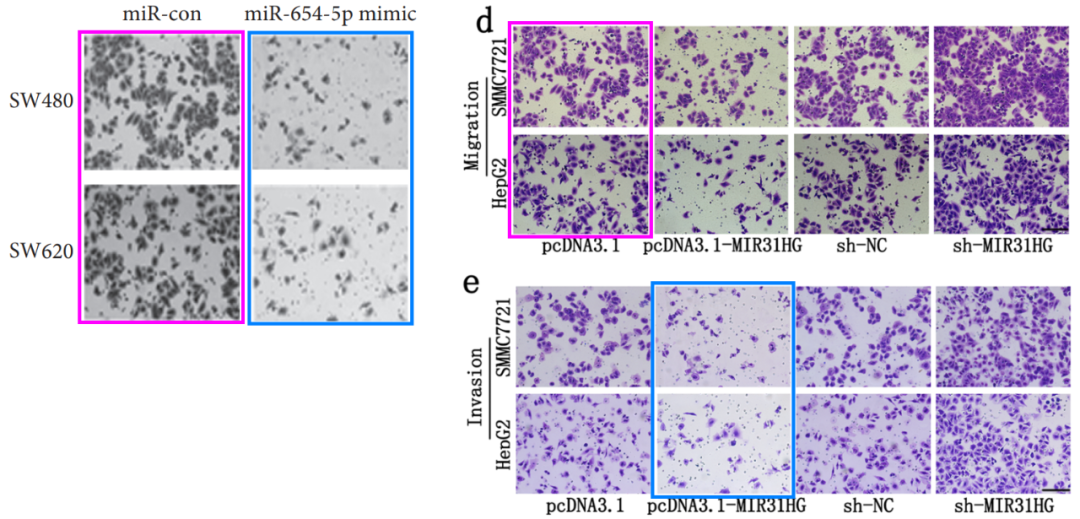 miR-con miR-654-5p mimic
SW480
SW620
d
Migration
SMMC7721
HepG2
pcDNA3.1 pcDNA3.1-MIR31HG sh-NC sh-MIR31HG
e
Invasion
SMMC7721
HepG2
pcDNA3.1 pcDNA3.1-MIR31HG sh-NC sh-MIR31HG